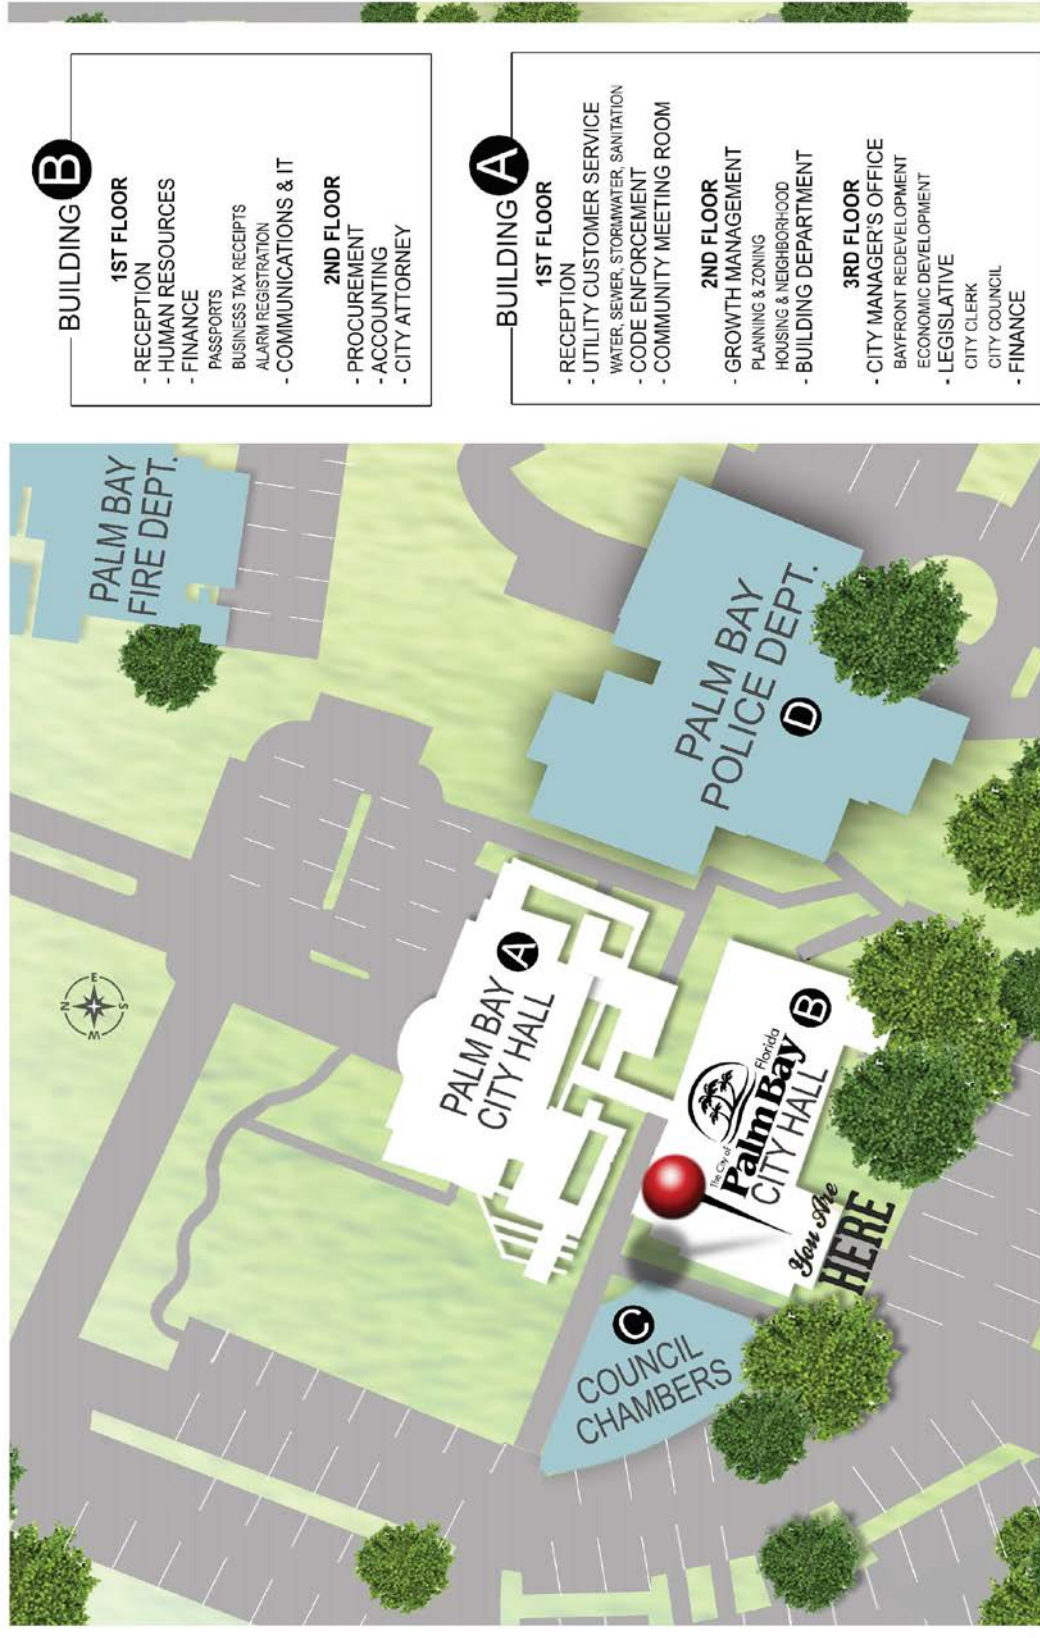 BUILDING B
1ST FLOOR
- RECEPTION
- HUMAN RESOURCES
- FINANCE
PASSPORTS
BUSINESS TAX RECEIPTS
ALARM REGISTRATION
- COMMUNICATIONS & IT
2ND FLOOR
- PROCUREMENT
- ACCOUNTING
- CITY ATTORNEY
BUILDING A
1ST FLOOR
- RECEPTION
- UTILITY CUSTOMER SERVICE
WATER, SEWER, STORMWATER, SANITATION
- CODE ENFORCEMENT
- COMMUNITY MEETING ROOM
2ND FLOOR
- GROWTH MANAGEMENT
PLANNING & ZONING
HOUSING & NEIGHBORHOOD
- BUILDING DEPARTMENT
3RD FLOOR
- CITY MANAGER'S OFFICE
BAYFRONT REDEVELOPMENT
ECONOMIC DEVELOPMENT
- LEGISLATIVE
CITY CLERK
CITY COUNCIL
- FINANCE
PALM BAY
FIRE DEPT.
N
E
S
W
PALM BAY
CITY HALL
A
PALM BAY
POLICE DEPT.
D
The City of
Florida
Palm Bay
CITY HALL
B
You Are
HERE
C
COUNCIL
CHAMBERS